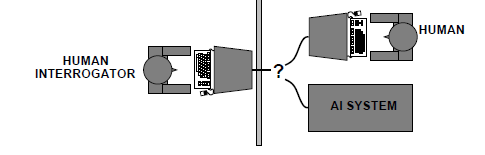 HUMAN
INTERROGATOR
?
HUMAN
AI SYSTEM